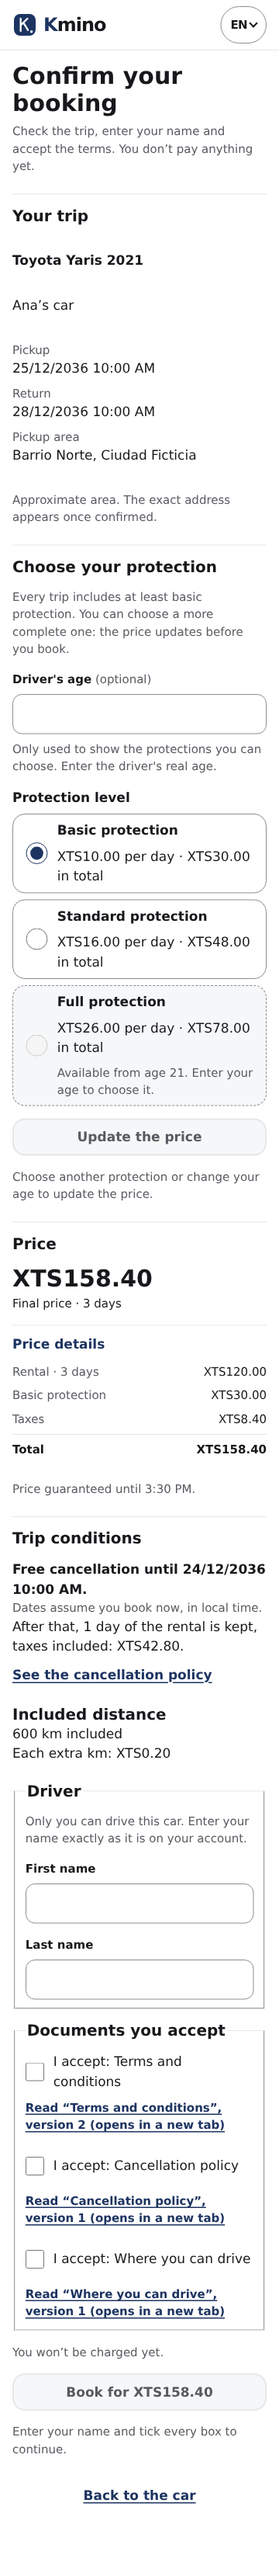 Kmino
EN
Confirm your
booking
Check the trip, enter your name and
accept the terms. You don’t pay anything
yet.
Your trip
Toyota Yaris 2021
Ana’s car
Pickup
25/12/2036 10:00 AM
Return
28/12/2036 10:00 AM
Pickup area
Barrio Norte, Ciudad Ficticia
Approximate area. The exact address
appears once confirmed.
Choose your protection
Every trip includes at least basic
protection. You can choose a more
complete one: the price updates before
you book.
Driver's age (optional)
Only used to show the protections you can
choose. Enter the driver's real age.
Protection level
Basic protection
XTS10.00 per day · XTS30.00
in total
Standard protection
XTS16.00 per day · XTS48.00
in total
Full protection
XTS26.00 per day · XTS78.00
in total
Available from age 21. Enter your
age to choose it.
Update the price
Choose another protection or change your
age to update the price.
Price
XTS158.40
Final price · 3 days
Price details
Rental · 3 days XTS120.00
Basic protection XTS30.00
Taxes XTS8.40
Total XTS158.40
Price guaranteed until 3:30 PM.
Trip conditions
Free cancellation until 24/12/2036
10:00 AM.
Dates assume you book now, in local time.
After that, 1 day of the rental is kept,
taxes included: XTS42.80.
See the cancellation policy
Included distance
600 km included
Each extra km: XTS0.20
Driver
Only you can drive this car. Enter your
name exactly as it is on your account.
First name
Last name
Documents you accept
I accept: Terms and
conditions
Read “Terms and conditions”,
version 2 (opens in a new tab)
I accept: Cancellation policy
Read “Cancellation policy”,
version 1 (opens in a new tab)
I accept: Where you can drive
Read “Where you can drive”,
version 1 (opens in a new tab)
You won’t be charged yet.
Book for XTS158.40
Enter your name and tick every box to
continue.
Back to the car